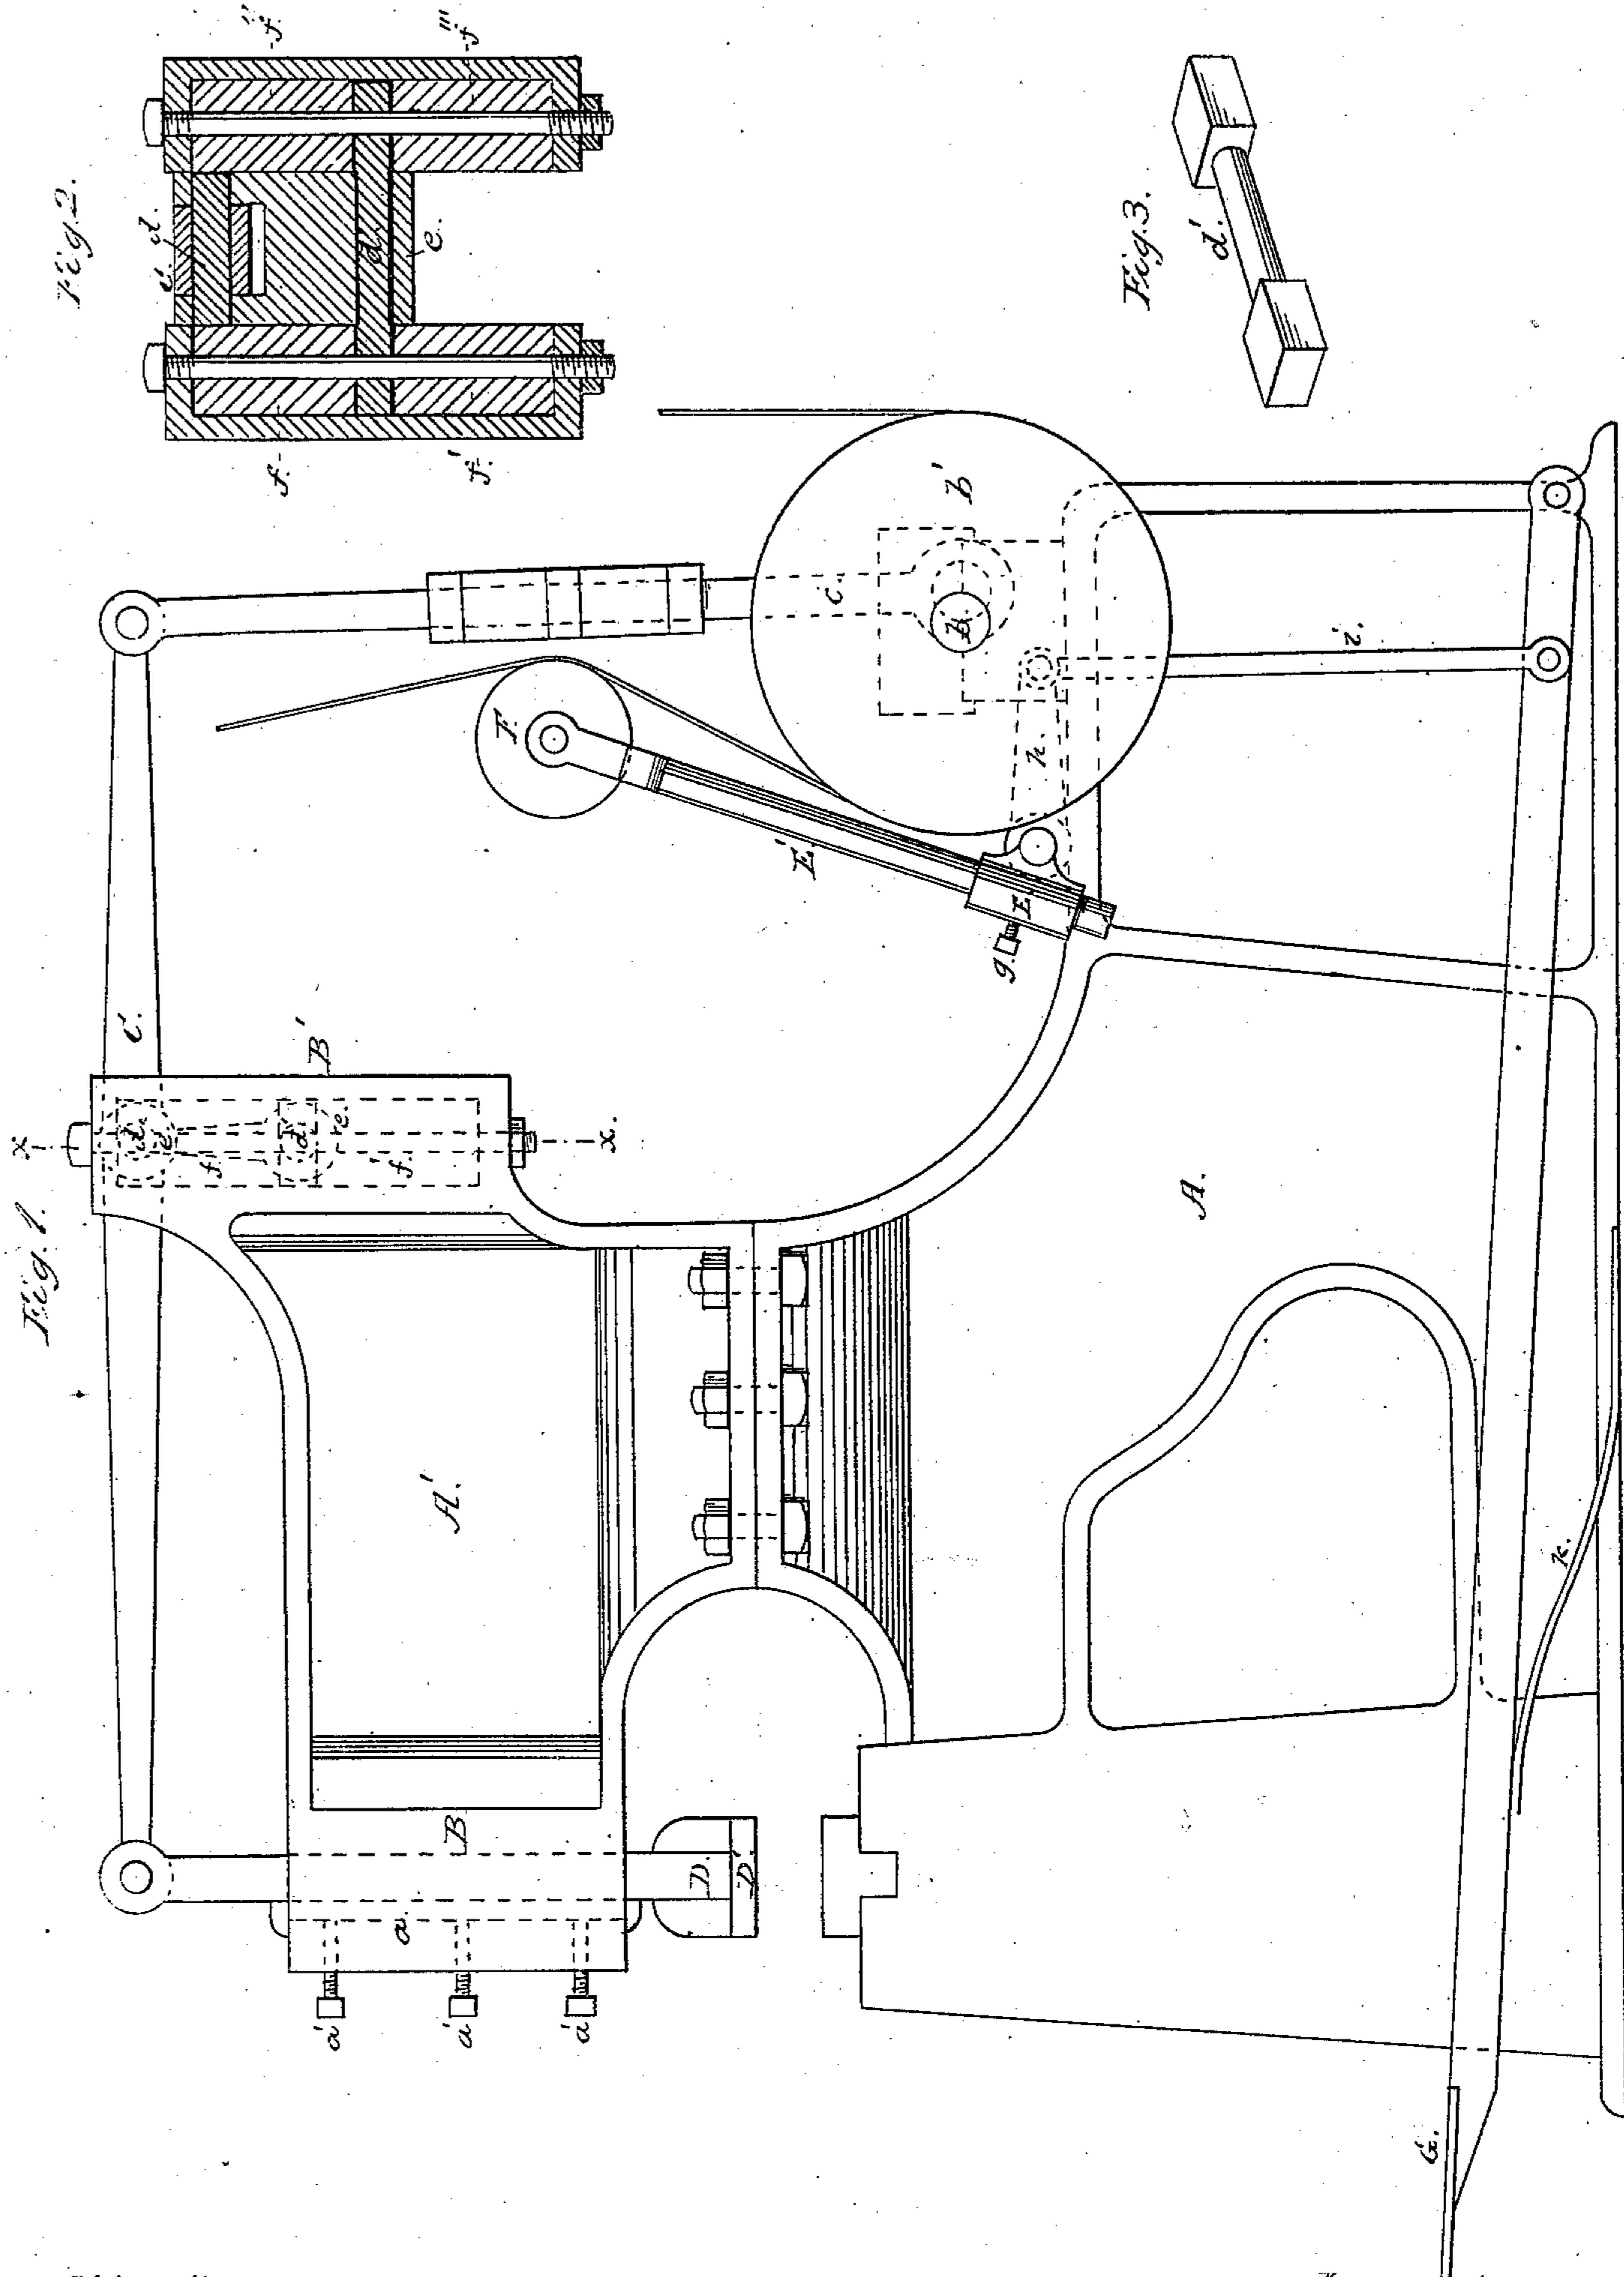 Fig. 1.
x
C.
B'
d.
e.
f.
d'
e.
f'
x.
A'.
B
a.
a'
a'
a'
D.
D'
F.
E'.
E.
g.
c.
b.
b'
h.
i.
A.
k.
G.
Fig. 2.
c.
d.
f.
f''
d'
e.
f'
f'''
Fig. 3.
d'.